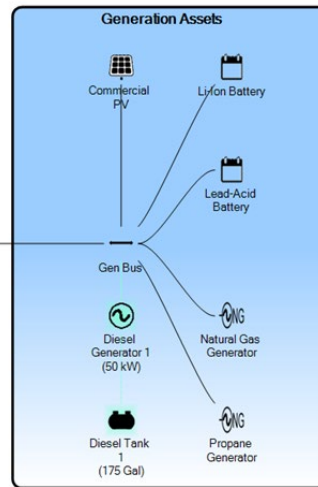 Generation Assets
Commercial
PV
Li-Ion Battery
Lead-Acid
Battery
Gen Bus
Diesel
Generator 1
(50 kW)
NG
Natural Gas
Generator
Diesel Tank
1
(175 Gal)
NG
Propane
Generator